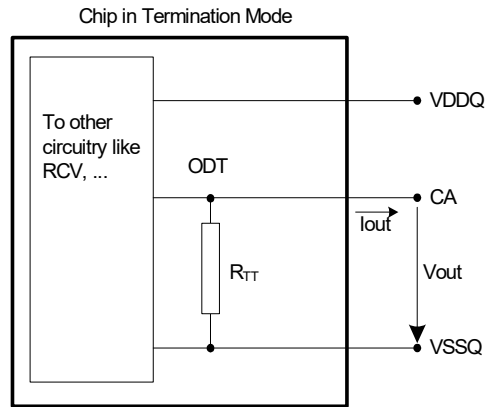 Chip in Termination Mode
VDDQ
To other
circuitry like
RCV, ...
ODT
CA
Iout
RTT
Vout
VSSQ